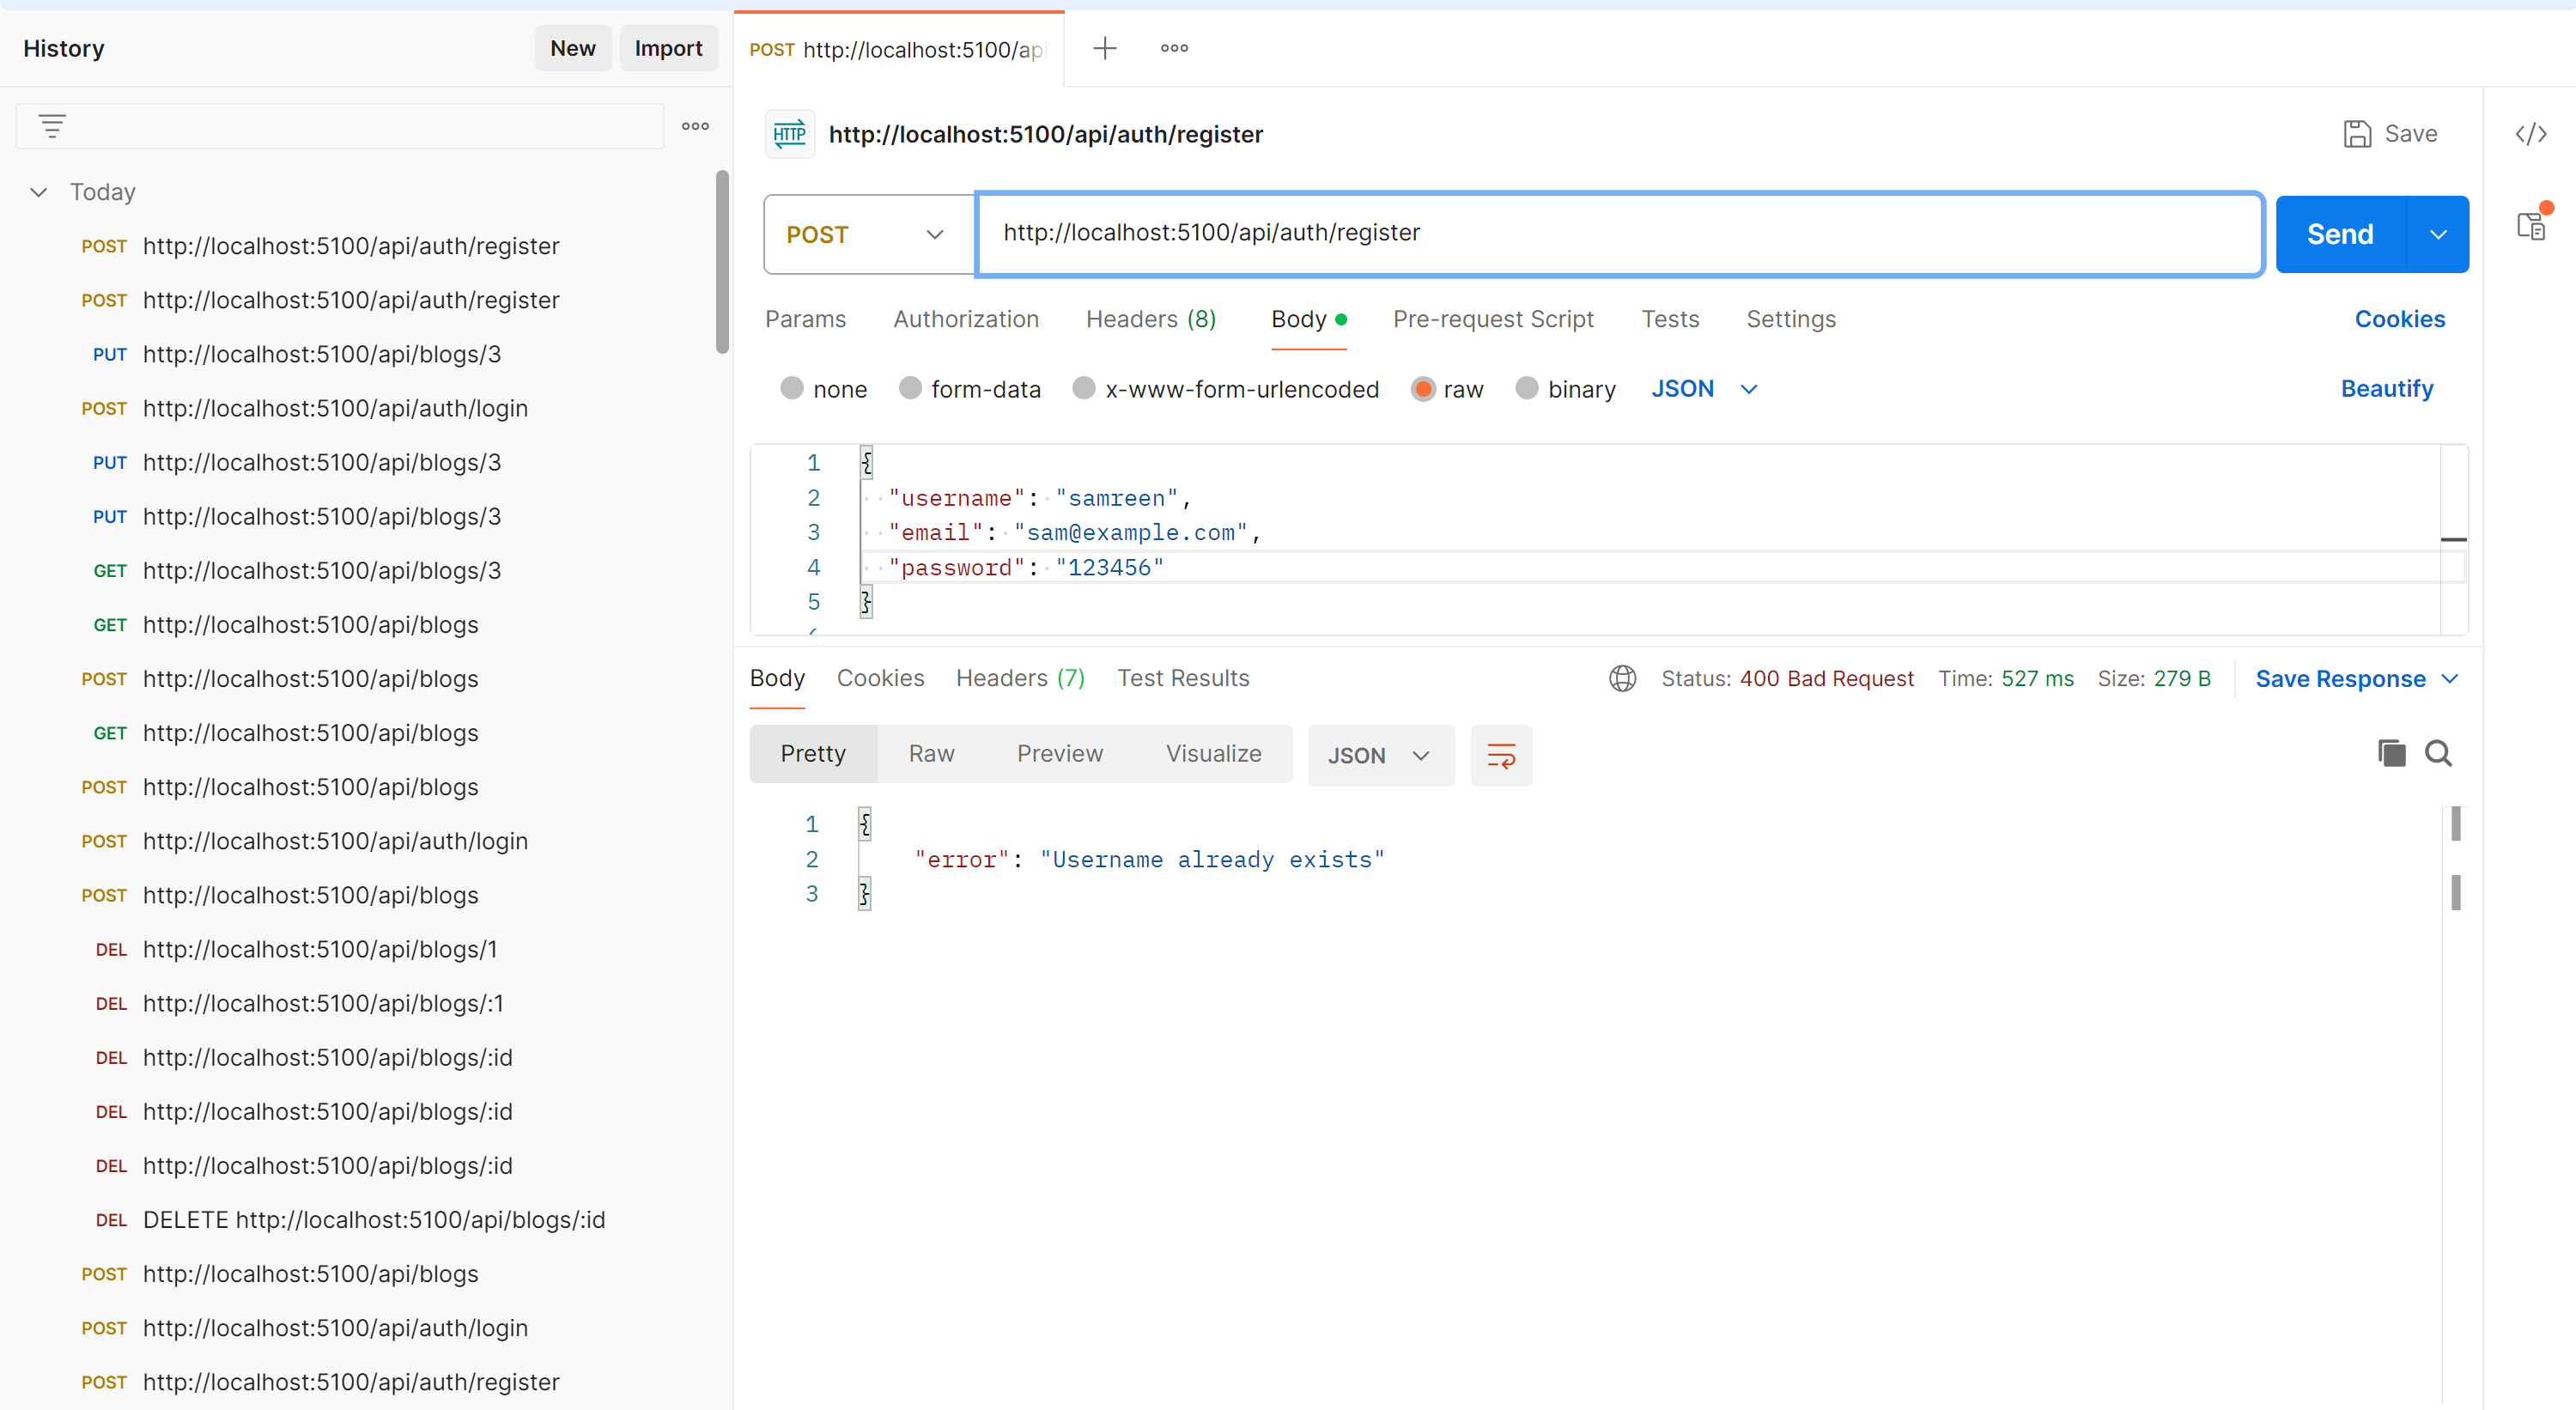 History
New
Import
Today
POST http://localhost:5100/api/auth/register
POST http://localhost:5100/api/auth/register
PUT http://localhost:5100/api/blogs/3
POST http://localhost:5100/api/auth/login
PUT http://localhost:5100/api/blogs/3
PUT http://localhost:5100/api/blogs/3
GET http://localhost:5100/api/blogs/3
GET http://localhost:5100/api/blogs
POST http://localhost:5100/api/blogs
GET http://localhost:5100/api/blogs
POST http://localhost:5100/api/blogs
POST http://localhost:5100/api/auth/login
POST http://localhost:5100/api/blogs
DEL http://localhost:5100/api/blogs/1
DEL http://localhost:5100/api/blogs/:1
DEL http://localhost:5100/api/blogs/:id
DEL http://localhost:5100/api/blogs/:id
DEL http://localhost:5100/api/blogs/:id
DEL DELETE http://localhost:5100/api/blogs/:id
POST http://localhost:5100/api/blogs
POST http://localhost:5100/api/auth/login
POST http://localhost:5100/api/auth/register
POST http://localhost:5100/api
HTTP http://localhost:5100/api/auth/register
Save
POST http://localhost:5100/api/auth/register Send
Params Authorization Headers (8) Body Pre-request Script Tests Settings Cookies
none form-data x-www-form-urlencoded raw binary JSON Beautify
1 {
2 "username": "samreen",
3 "email": "sam@example.com",
4 "password": "123456"
5 }
Body Cookies Headers (7) Test Results Status: 400 Bad Request Time: 527 ms Size: 279 B Save Response
Pretty Raw Preview Visualize JSON
1 {
2 "error": "Username already exists"
3 }